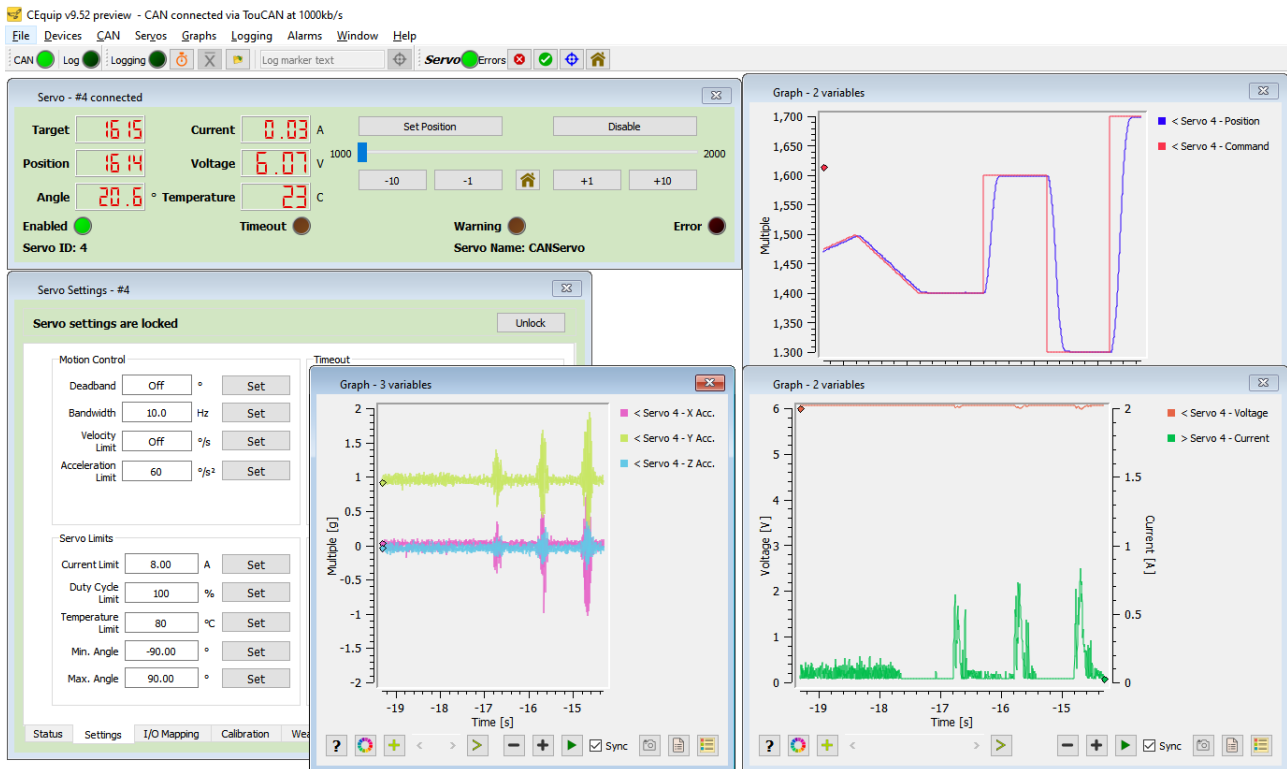 CEquip v9.52 preview - CAN connected via TouCAN at 1000kb/s
File Devices CAN Servos Graphs Logging Alarms Window Help
CAN Log Logging Log marker text Servo Errors
Servo - #4 connected
Target 1615 Current 0.03 A Set Position Disable
Position 1614 Voltage 6.07 V 1000 2000
-10 -1 +1 +10
Angle 20.6 ° Temperature 23 C
Enabled Timeout Warning Error
Servo ID: 4 Servo Name: CANServo
Graph - 2 variables
1,700
1,650
1,600
1,550
1,500
1,450
1,400
1,350
1,300
Multiple
< Servo 4 - Position
< Servo 4 - Command
Servo Settings - #4
Servo settings are locked Unlock
Motion Control
Deadband Off ° Set
Bandwidth 10.0 Hz Set
Velocity Limit Off °/s Set
Acceleration Limit 60 °/s² Set
Timeout
Servo Limits
Current Limit 8.00 A Set
Duty Cycle Limit 100 % Set
Temperature Limit 80 °C Set
Min. Angle -90.00 ° Set
Max. Angle 90.00 ° Set
Status Settings I/O Mapping Calibration Wea
Graph - 3 variables
2
1.5
1
0.5
0
-0.5
-1
-1.5
-2
Multiple [g]
-19 -18 -17 -16 -15
Time [s]
< Servo 4 - X Acc.
< Servo 4 - Y Acc.
< Servo 4 - Z Acc.
? + < > > - + Sync
Graph - 2 variables
6
5
4
3
2
1
0
Voltage [V]
2
1.5
1
0.5
0
Current [A]
-19 -18 -17 -16 -15
Time [s]
< Servo 4 - Voltage
> Servo 4 - Current
? + < > > - + Sync